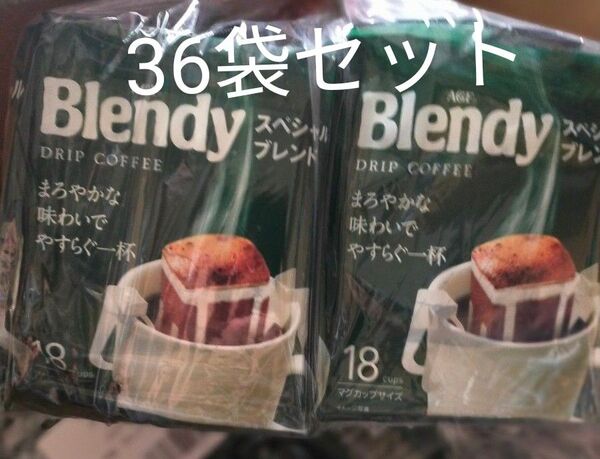 36袋セット
Blendy
スペシャル
ブレンド
DRIP COFFEE
まろやかな
味わいで
やすらぐ一杯
18
cups
AGF
Blendy
DRIP COFFEE
まろやかな
味わいで
やすらぐ一杯
18
cups
マグカップサイズ